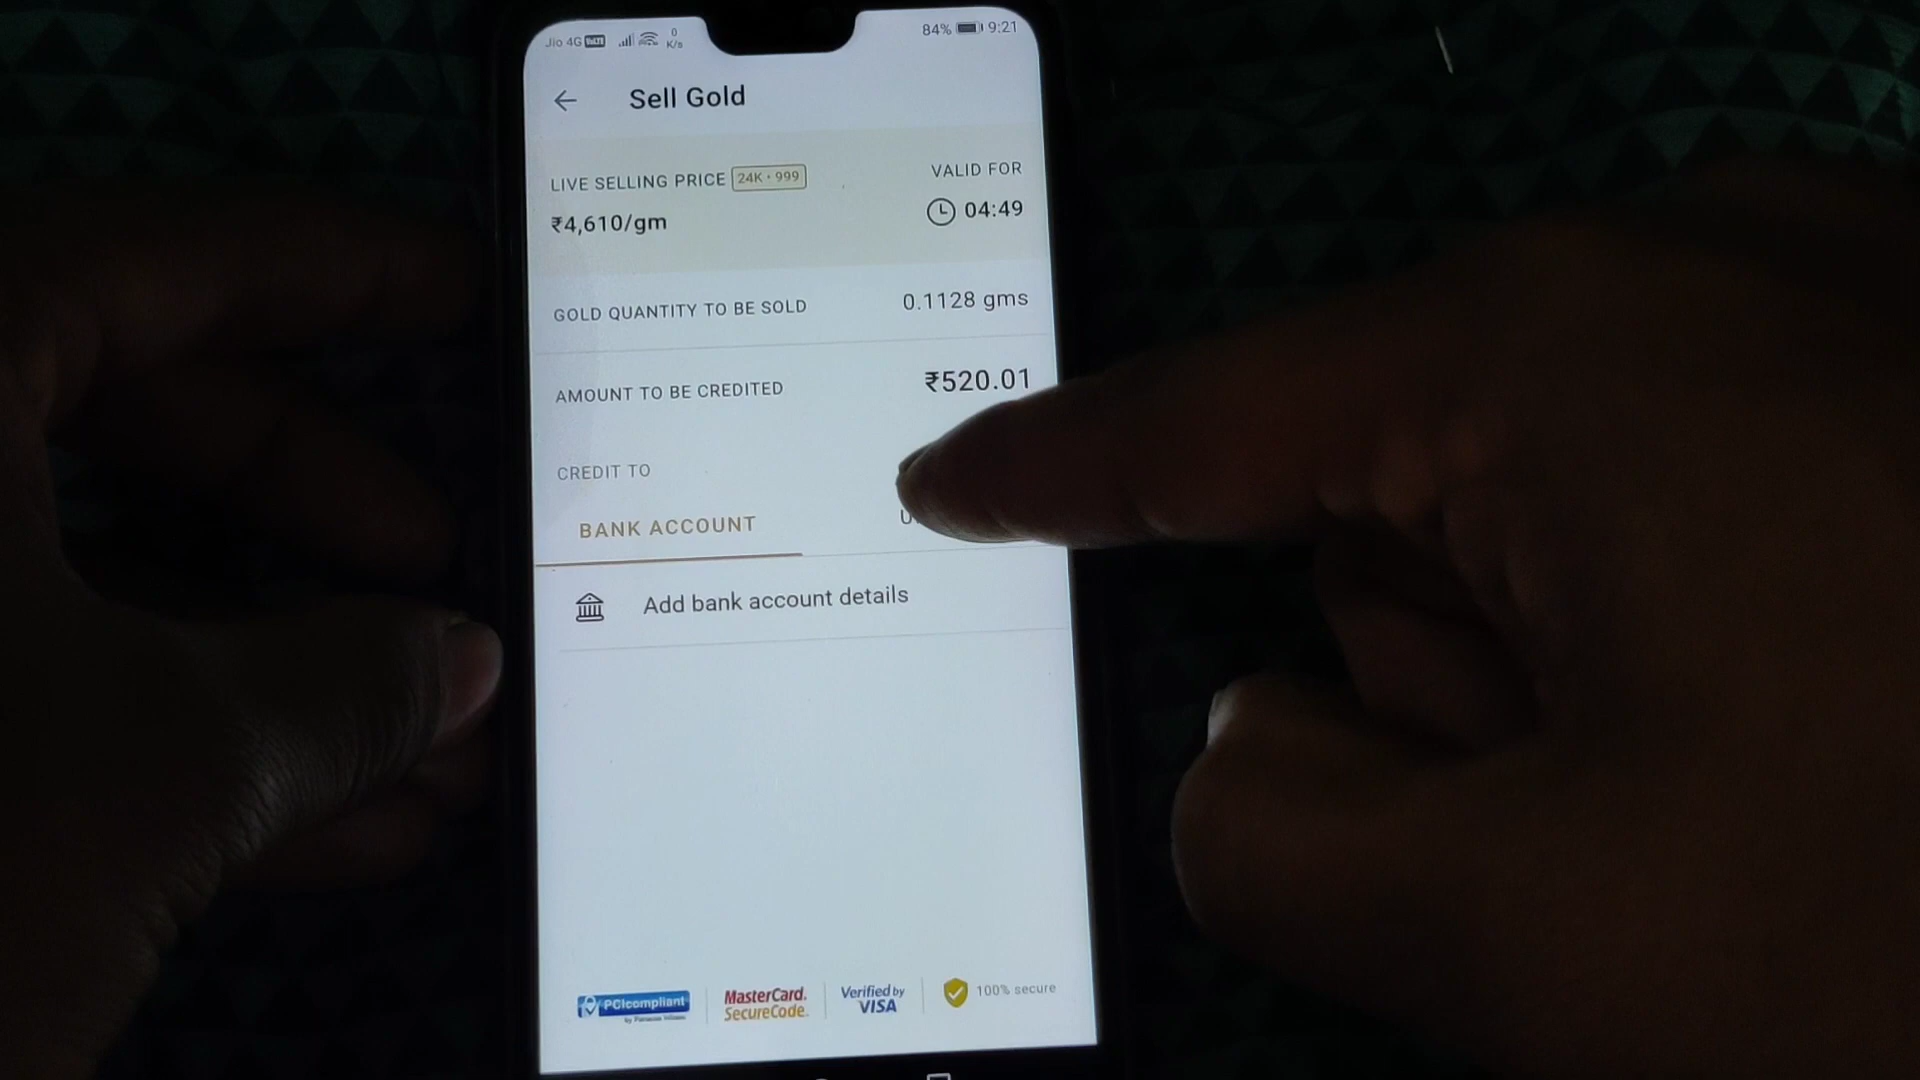 Jio 4G VoLTE 0 K/s 84% 9:21
Sell Gold
LIVE SELLING PRICE 24K · 999 VALID FOR
₹4,610/gm 04:49
GOLD QUANTITY TO BE SOLD 0.1128 gms
AMOUNT TO BE CREDITED ₹520.01
CREDIT TO
BANK ACCOUNT
Add bank account details
PCIcompliant MasterCard. Verified by 100% secure
SecureCode. VISA